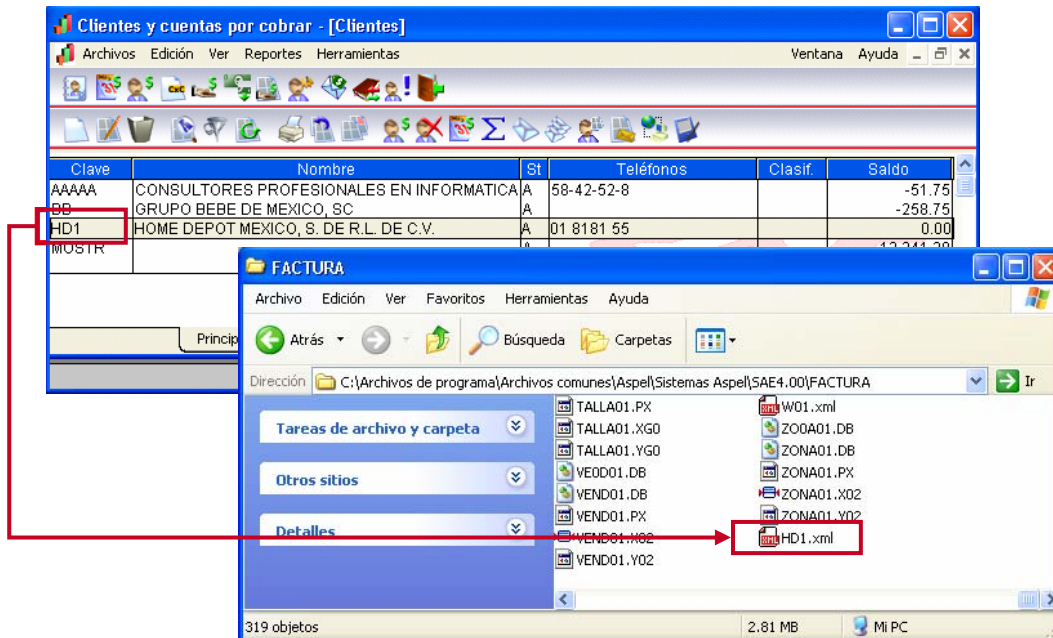 Clientes y cuentas por cobrar - [Clientes]
Archivos Edición Ver Reportes Herramientas Ventana Ayuda
Clave Nombre St Teléfonos Clasif. Saldo
AAAAA CONSULTORES PROFESIONALES EN INFORMATICA A 58-42-52-8 -51.75
BB GRUPO BEBE DE MEXICO, SC A -258.75
HD1 HOME DEPOT MEXICO, S. DE R.L. DE C.V. A 01 8181 55 0.00
MOSTR
Princip
FACTURA
Archivo Edición Ver Favoritos Herramientas Ayuda
Atrás Búsqueda Carpetas
Dirección C:\Archivos de programa\Archivos comunes\Aspel\Sistemas Aspel\SAE4.00\FACTURA Ir
Tareas de archivo y carpeta
Otros sitios
Detalles
TALLA01.PX
TALLA01.XG0
TALLA01.YG0
VE0D01.DB
VEND01.DB
VEND01.PX
VEND01.X02
VEND01.Y02
W01.xml
ZO0A01.DB
ZONA01.DB
ZONA01.PX
ZONA01.X02
ZONA01.Y02
HD1.xml
319 objetos 2.81 MB Mi PC